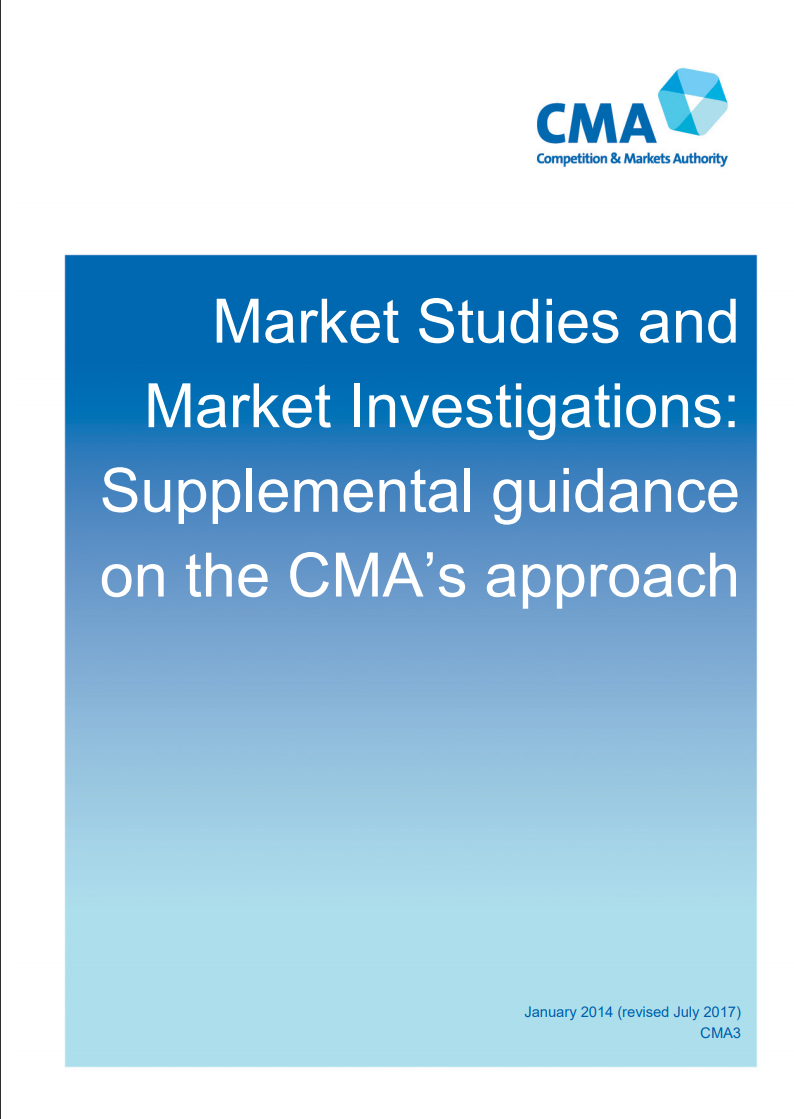 CMA
Competition & Markets Authority
Market Studies and
Market Investigations:
Supplemental guidance
on the CMA’s approach
January 2014 (revised July 2017)
CMA3